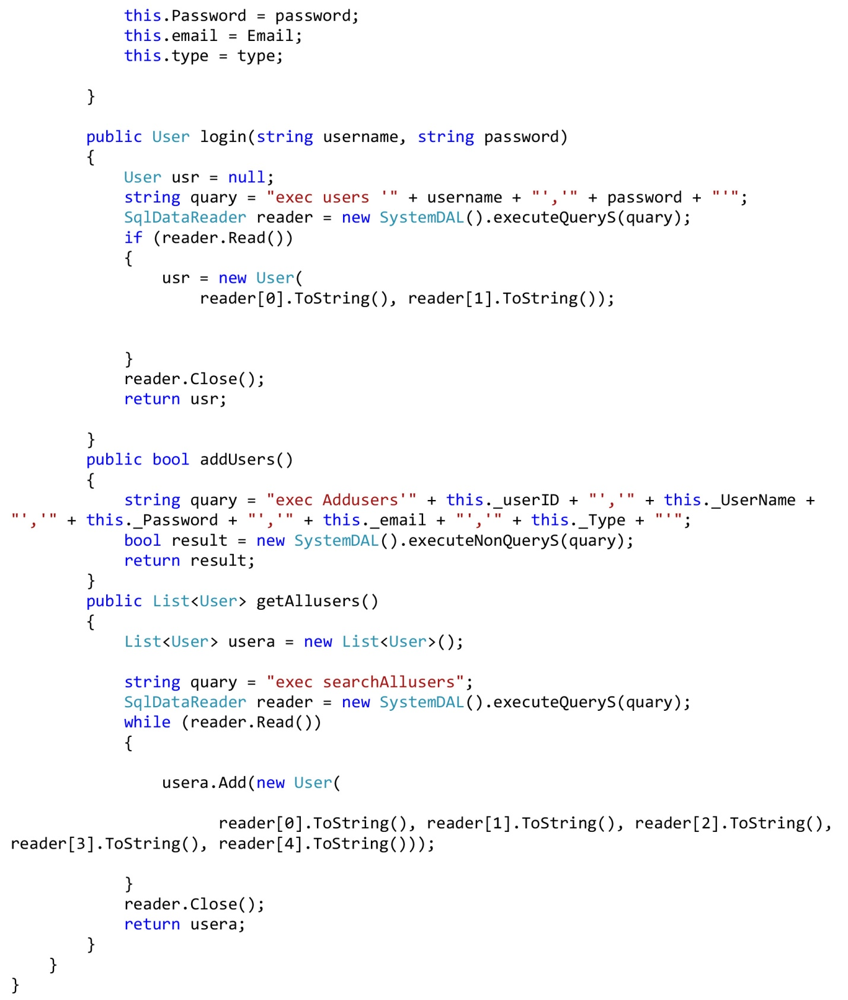 this.Password = password;
this.email = Email;
this.type = type;
}
public User login(string username, string password)
{
User usr = null;
string quary = "exec users '" + username + "','" + password + "'";
SqlDataReader reader = new SystemDAL().executeQueryS(quary);
if (reader.Read())
{
usr = new User(
reader[0].ToString(), reader[1].ToString());
}
reader.Close();
return usr;
}
public bool addUsers()
{
string quary = "exec Addusers'" + this._userID + "','" + this._UserName +
"','" + this._Password + "','" + this._email + "','" + this._Type + "'";
bool result = new SystemDAL().executeNonQueryS(quary);
return result;
}
public List<User> getAllusers()
{
List<User> usera = new List<User>();
string quary = "exec searchAllusers";
SqlDataReader reader = new SystemDAL().executeQueryS(quary);
while (reader.Read())
{
usera.Add(new User(
reader[0].ToString(), reader[1].ToString(), reader[2].ToString(),
reader[3].ToString(), reader[4].ToString()));
}
reader.Close();
return usera;
}
}
}